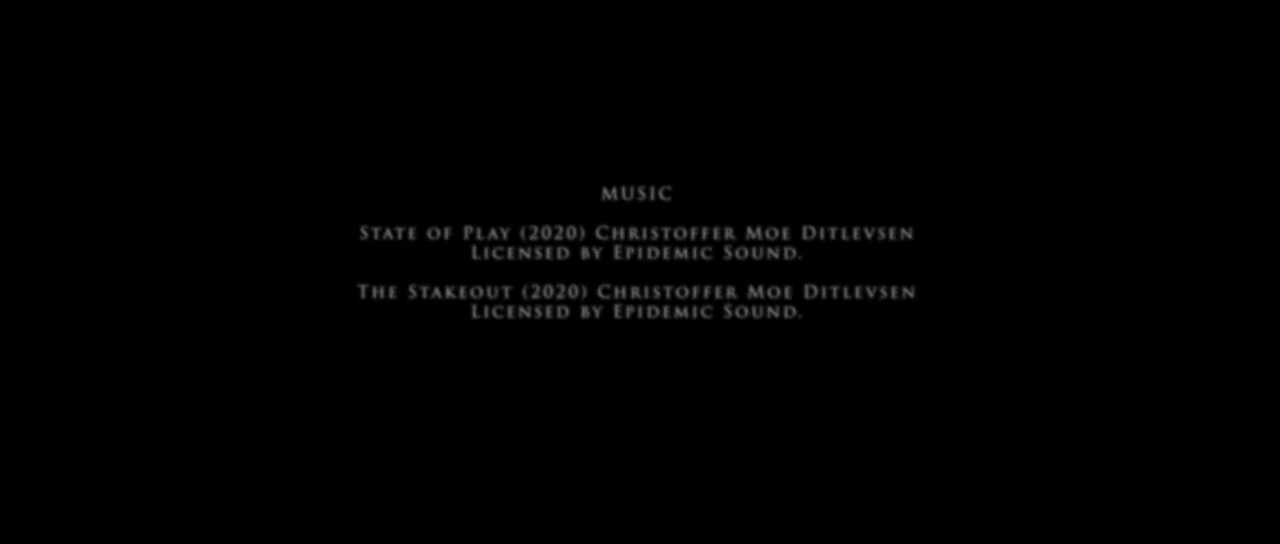 MUSIC
STATE OF PLAY (2020) CHRISTOFFER MOE DITLEVSEN
LICENSED BY EPIDEMIC SOUND.
THE STAKEOUT (2020) CHRISTOFFER MOE DITLEVSEN
LICENSED BY EPIDEMIC SOUND.